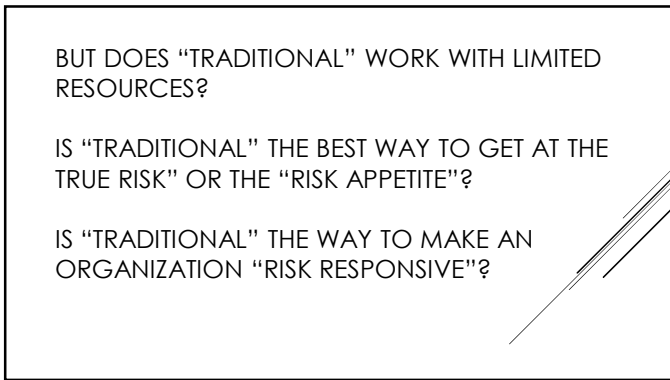 BUT DOES “TRADITIONAL” WORK WITH LIMITED
RESOURCES?
IS “TRADITIONAL” THE BEST WAY TO GET AT THE
TRUE RISK” OR THE “RISK APPETITE”?
IS “TRADITIONAL” THE WAY TO MAKE AN
ORGANIZATION “RISK RESPONSIVE”?